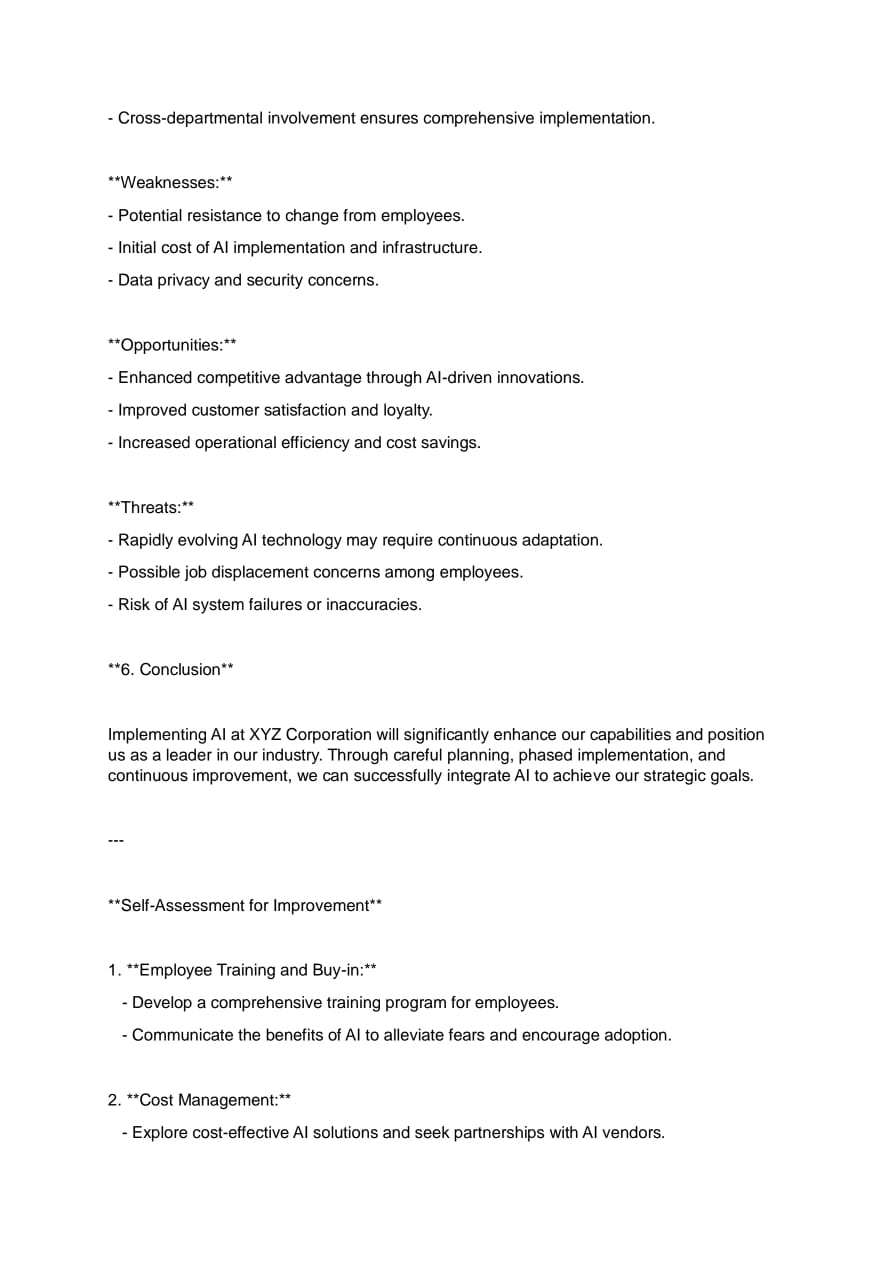 - Cross-departmental involvement ensures comprehensive implementation.
**Weaknesses:**
- Potential resistance to change from employees.
- Initial cost of AI implementation and infrastructure.
- Data privacy and security concerns.
**Opportunities:**
- Enhanced competitive advantage through AI-driven innovations.
- Improved customer satisfaction and loyalty.
- Increased operational efficiency and cost savings.
**Threats:**
- Rapidly evolving AI technology may require continuous adaptation.
- Possible job displacement concerns among employees.
- Risk of AI system failures or inaccuracies.
**6. Conclusion**
Implementing AI at XYZ Corporation will significantly enhance our capabilities and position
us as a leader in our industry. Through careful planning, phased implementation, and
continuous improvement, we can successfully integrate AI to achieve our strategic goals.
---
**Self-Assessment for Improvement**
1. **Employee Training and Buy-in:**
- Develop a comprehensive training program for employees.
- Communicate the benefits of AI to alleviate fears and encourage adoption.
2. **Cost Management:**
- Explore cost-effective AI solutions and seek partnerships with AI vendors.